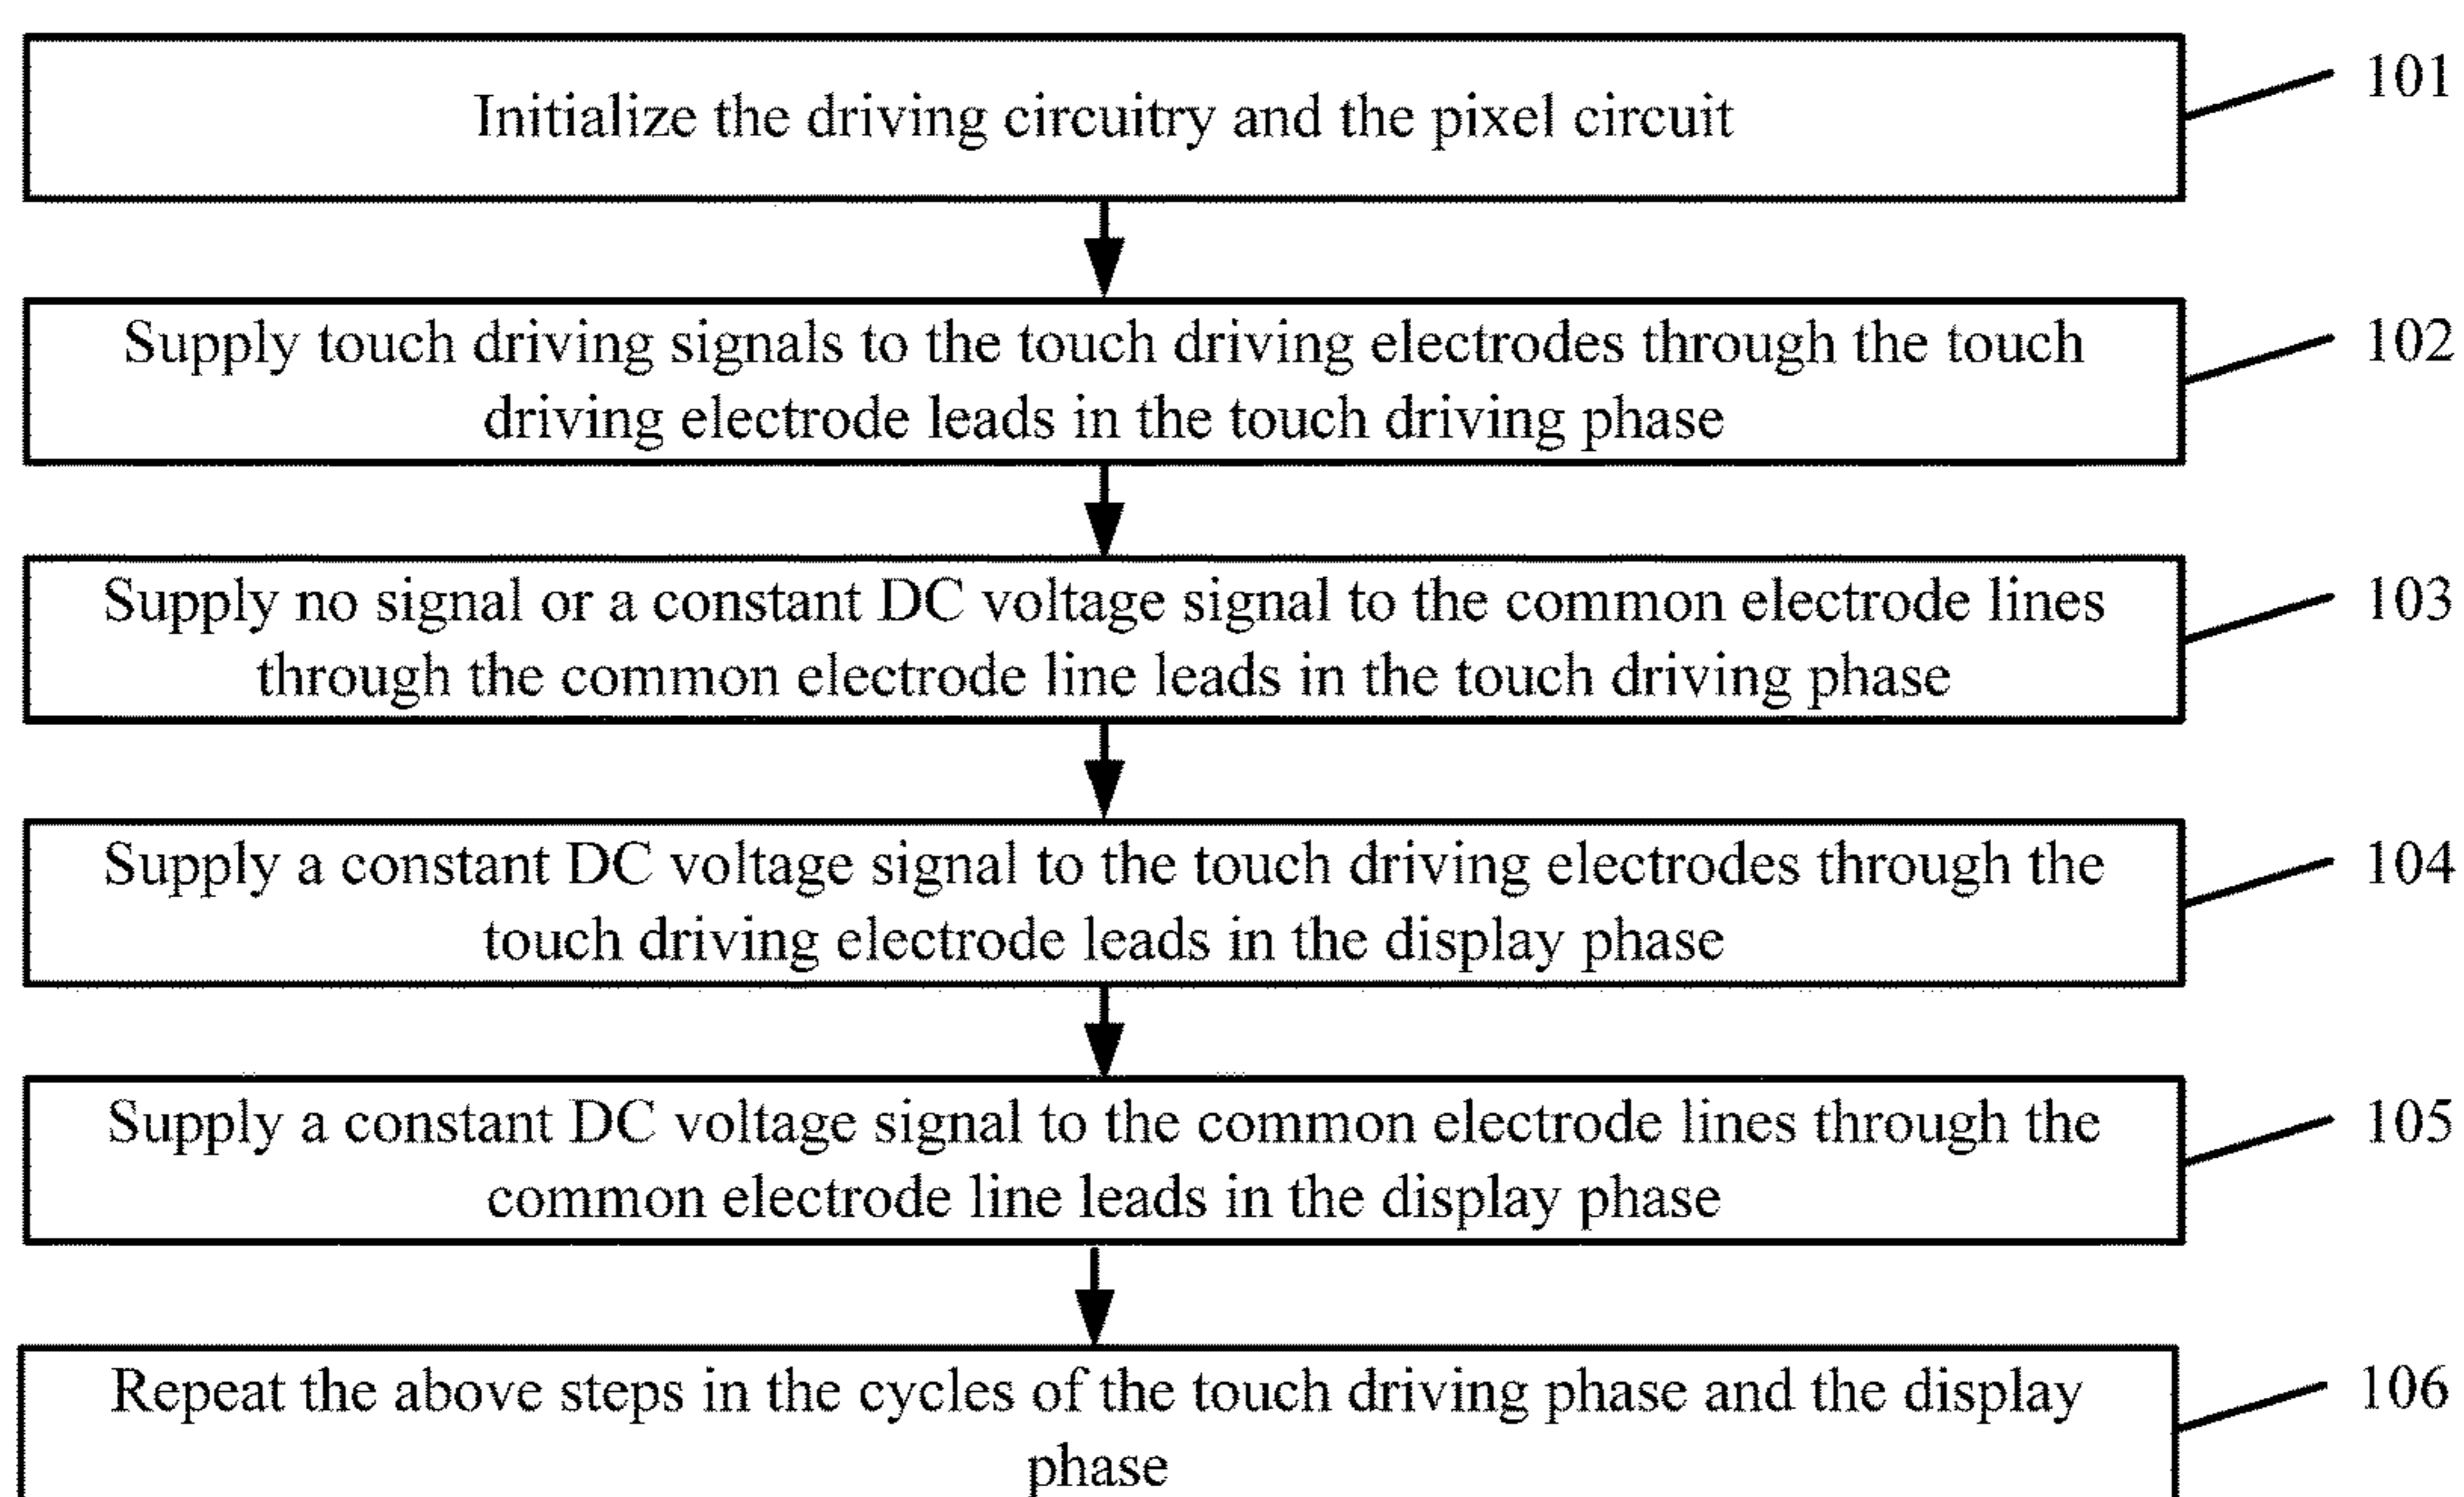 Initialize the driving circuitry and the pixel circuit
101
Supply touch driving signals to the touch driving electrodes through the touch
driving electrode leads in the touch driving phase
102
Supply no signal or a constant DC voltage signal to the common electrode lines
through the common electrode line leads in the touch driving phase
103
Supply a constant DC voltage signal to the touch driving electrodes through the
touch driving electrode leads in the display phase
104
Supply a constant DC voltage signal to the common electrode lines through the
common electrode line leads in the display phase
105
Repeat the above steps in the cycles of the touch driving phase and the display
phase
106